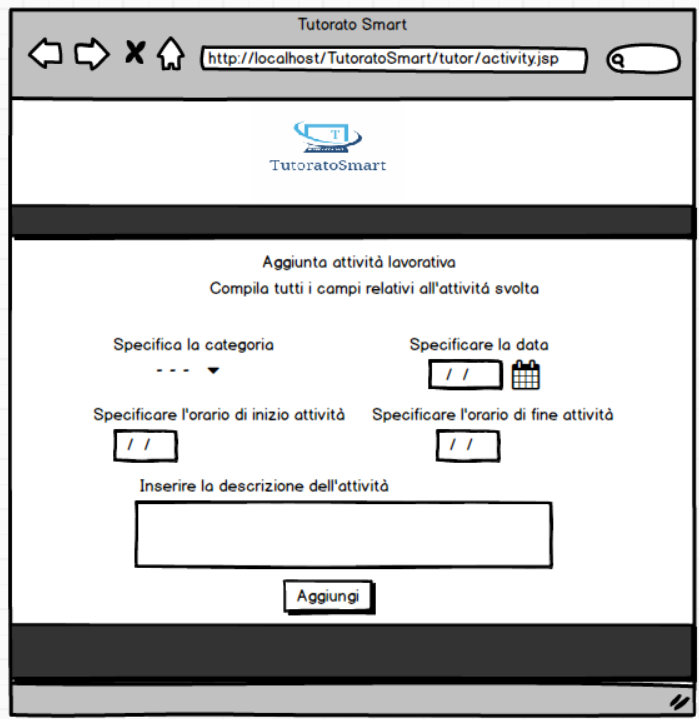 Tutorato Smart
http://localhost/TutoratoSmart/tutor/activity.jsp
T
TutoratoSmart
Aggiunta attività lavorativa
Compila tutti i campi relativi all'attivitá svolta
Specifica la categoria
Specificare la data
- - -
/ /
Specificare l'orario di inizio attività
Specificare l'orario di fine attività
/ /
/ /
Inserire la descrizione dell'attività
Aggiungi